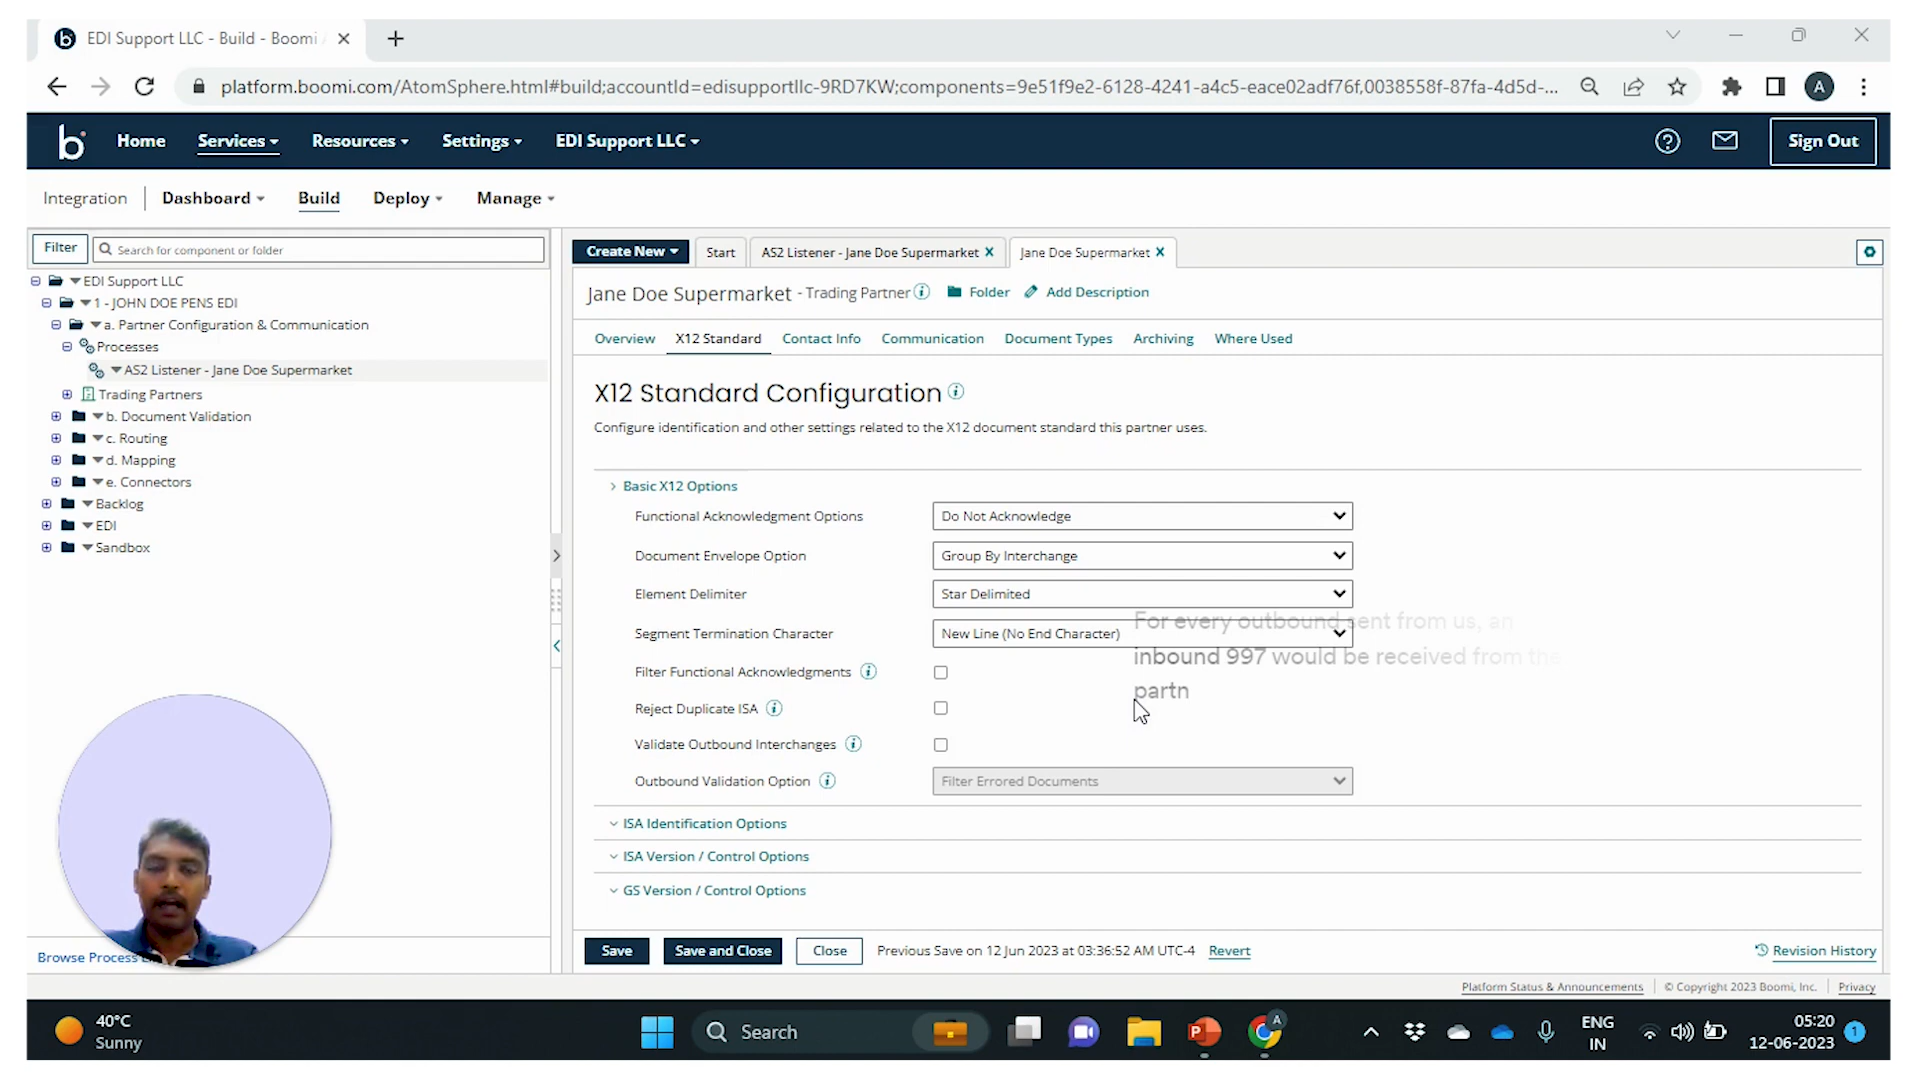 EDI Support LLC - Build - Boomi
platform.boomi.com/AtomSphere.html#build;accountId=edisupportllc-9RD7KW;components=9e51f9e2-6128-4241-a4c5-eace02adf76f,0038558f-87fa-4d5d-...
A
b Home Services Resources Settings EDI Support LLC Sign Out
Integration Dashboard Build Deploy Manage
Filter Search for component or folder
EDI Support LLC
1 - JOHN DOE PENS EDI
a. Partner Configuration & Communication
Processes
AS2 Listener - Jane Doe Supermarket
Trading Partners
b. Document Validation
c. Routing
d. Mapping
e. Connectors
Backlog
EDI
Sandbox
Browse Process
Create New Start AS2 Listener - Jane Doe Supermarket Jane Doe Supermarket
Jane Doe Supermarket - Trading Partner Folder Add Description
Overview X12 Standard Contact Info Communication Document Types Archiving Where Used
X12 Standard Configuration
Configure identification and other settings related to the X12 document standard this partner uses.
Basic X12 Options
Functional Acknowledgment Options Do Not Acknowledge
Document Envelope Option Group By Interchange
Element Delimiter Star Delimited
For every outbound sent from us, an
Segment Termination Character New Line (No End Character)
inbound 997 would be received from the
Filter Functional Acknowledgments
partn
Reject Duplicate ISA
Validate Outbound Interchanges
Outbound Validation Option Filter Errored Documents
ISA Identification Options
ISA Version / Control Options
GS Version / Control Options
Save Save and Close Close Previous Save on 12 Jun 2023 at 03:36:52 AM UTC-4 Revert Revision History
Platform Status & Announcements © Copyright 2023 Boomi, Inc. Privacy
40°C
Sunny
Search
A
ENG
IN
05:20
12-06-2023
1